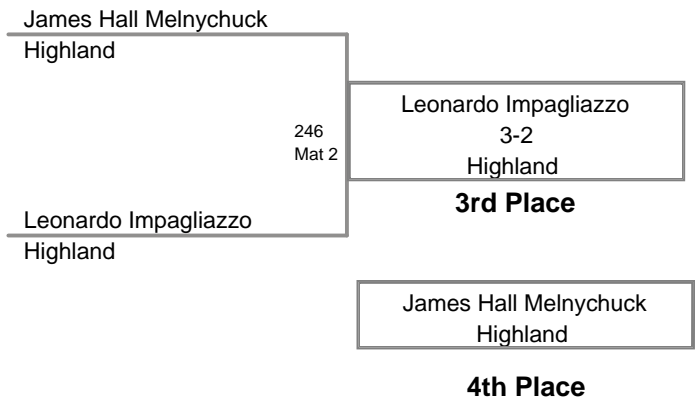 James Hall Melnychuck
Highland
246
Mat 2
Leonardo Impagliazzo
3-2
Highland
3rd Place
Leonardo Impagliazzo
Highland
James Hall Melnychuck
Highland
4th Place